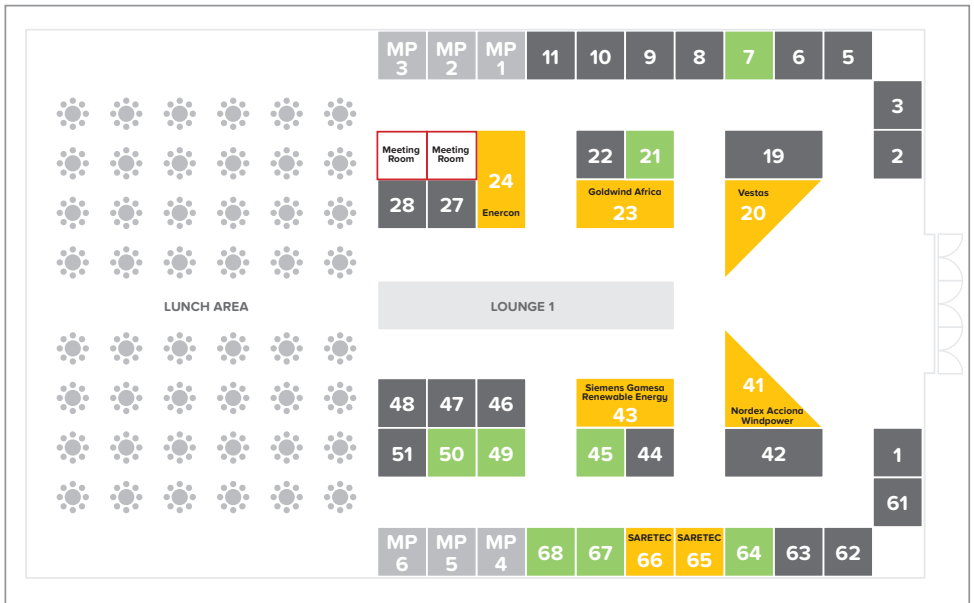 MP
3
MP
2
MP
1
11
10
9
8
7
6
5
3
2
Meeting
Room
Meeting
Room
24
Enercon
22
21
19
28
27
Goldwind Africa
23
Vestas
20
LUNCH AREA
LOUNGE 1
48
47
46
Siemens Gamesa
Renewable Energy
43
41
Nordex Acciona
Windpower
51
50
49
45
44
42
1
61
MP
6
MP
5
MP
4
68
67
SARETEC
66
SARETEC
65
64
63
62